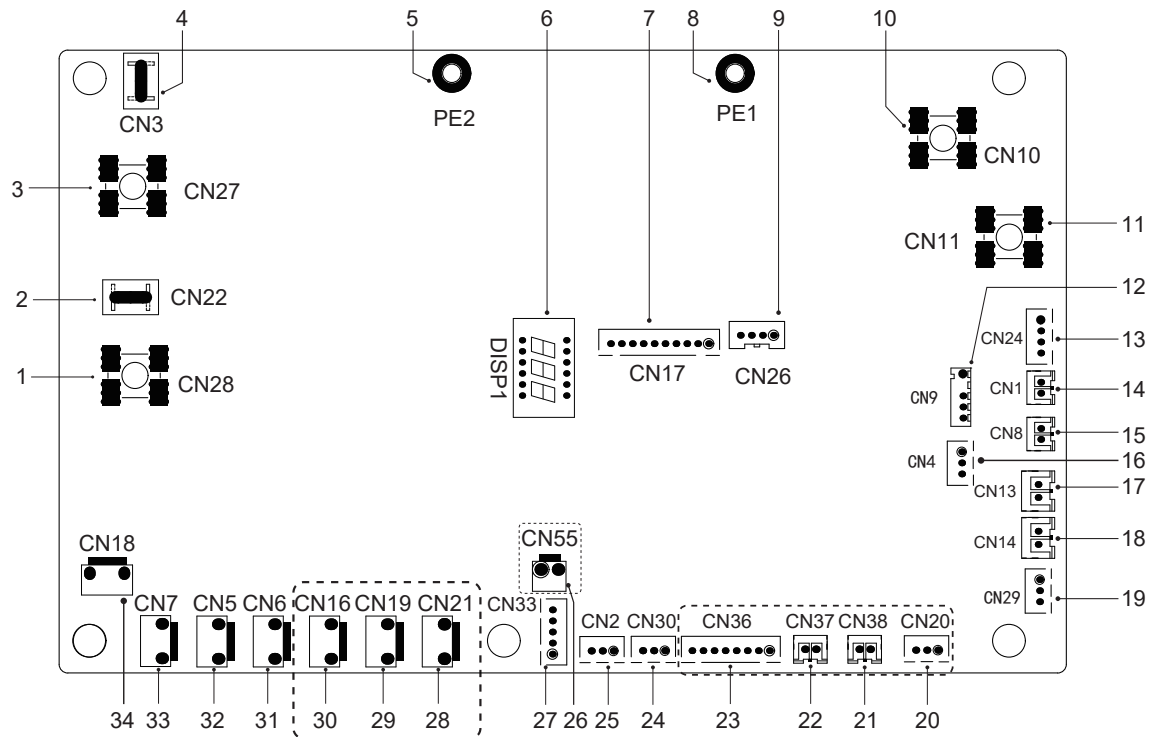 4 5 6 7 8 9 10
CN3
PE2
PE1
CN10
3
CN27
CN11
11
12
2
CN22
DISP1
CN17
CN26
CN24
13
1
CN28
CN9
CN1
14
CN8
15
CN4
16
CN13
17
CN14
18
CN18
CN55
CN29
19
CN7 CN5 CN6 CN16 CN19 CN21 CN33 CN2 CN30 CN36 CN37 CN38 CN20
34 33 32 31 30 29 28 27 26 25 24 23 22 21 20